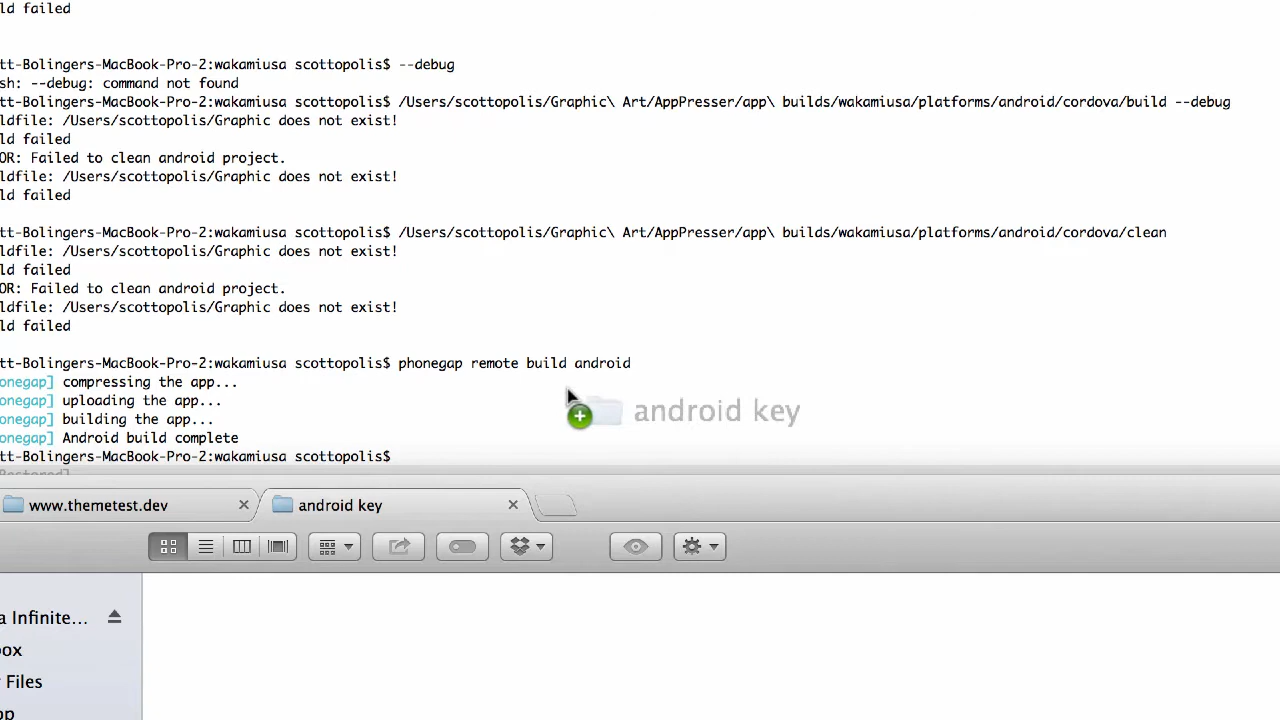 ld failed
tt-Bolingers-MacBook-Pro-2:wakamiusa scottopolis$ --debug
sh: --debug: command not found
tt-Bolingers-MacBook-Pro-2:wakamiusa scottopolis$ /Users/scottopolis/Graphic\ Art/AppPresser/app\ builds/wakamiusa/platforms/android/cordova/build --debug
ldfile: /Users/scottopolis/Graphic does not exist!
ld failed
OR: Failed to clean android project.
ldfile: /Users/scottopolis/Graphic does not exist!
ld failed
tt-Bolingers-MacBook-Pro-2:wakamiusa scottopolis$ /Users/scottopolis/Graphic\ Art/AppPresser/app\ builds/wakamiusa/platforms/android/cordova/clean
ldfile: /Users/scottopolis/Graphic does not exist!
ld failed
OR: Failed to clean android project.
ldfile: /Users/scottopolis/Graphic does not exist!
ld failed
tt-Bolingers-MacBook-Pro-2:wakamiusa scottopolis$ phonegap remote build android
onegap] compressing the app...
onegap] uploading the app...
android key
onegap] building the app...
onegap] Android build complete
tt-Bolingers-MacBook-Pro-2:wakamiusa scottopolis$
www.themetest.dev
android key
a Infinite...
box
Files